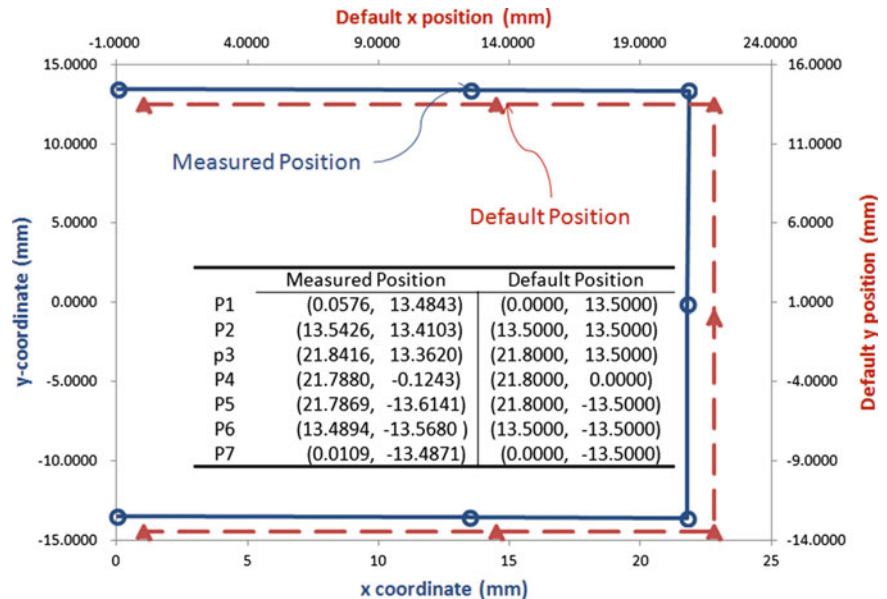 Default x position (mm)
-1.0000 4.0000 9.0000 14.0000 19.0000 24.0000
15.0000 16.0000
10.0000 11.0000
5.0000 6.0000
0.0000 1.0000
-5.0000 -4.0000
-10.0000 -9.0000
-15.0000 -14.0000
y-coordinate (mm)
Default y position (mm)
Measured Position
Default Position
Measured Position Default Position
P1 (0.0576, 13.4843) (0.0000, 13.5000)
P2 (13.5426, 13.4103) (13.5000, 13.5000)
p3 (21.8416, 13.3620) (21.8000, 13.5000)
P4 (21.7880, -0.1243) (21.8000, 0.0000)
P5 (21.7869, -13.6141) (21.8000, -13.5000)
P6 (13.4894, -13.5680 ) (13.5000, -13.5000)
P7 (0.0109, -13.4871) (0.0000, -13.5000)
0 5 10 15 20 25
x coordinate (mm)